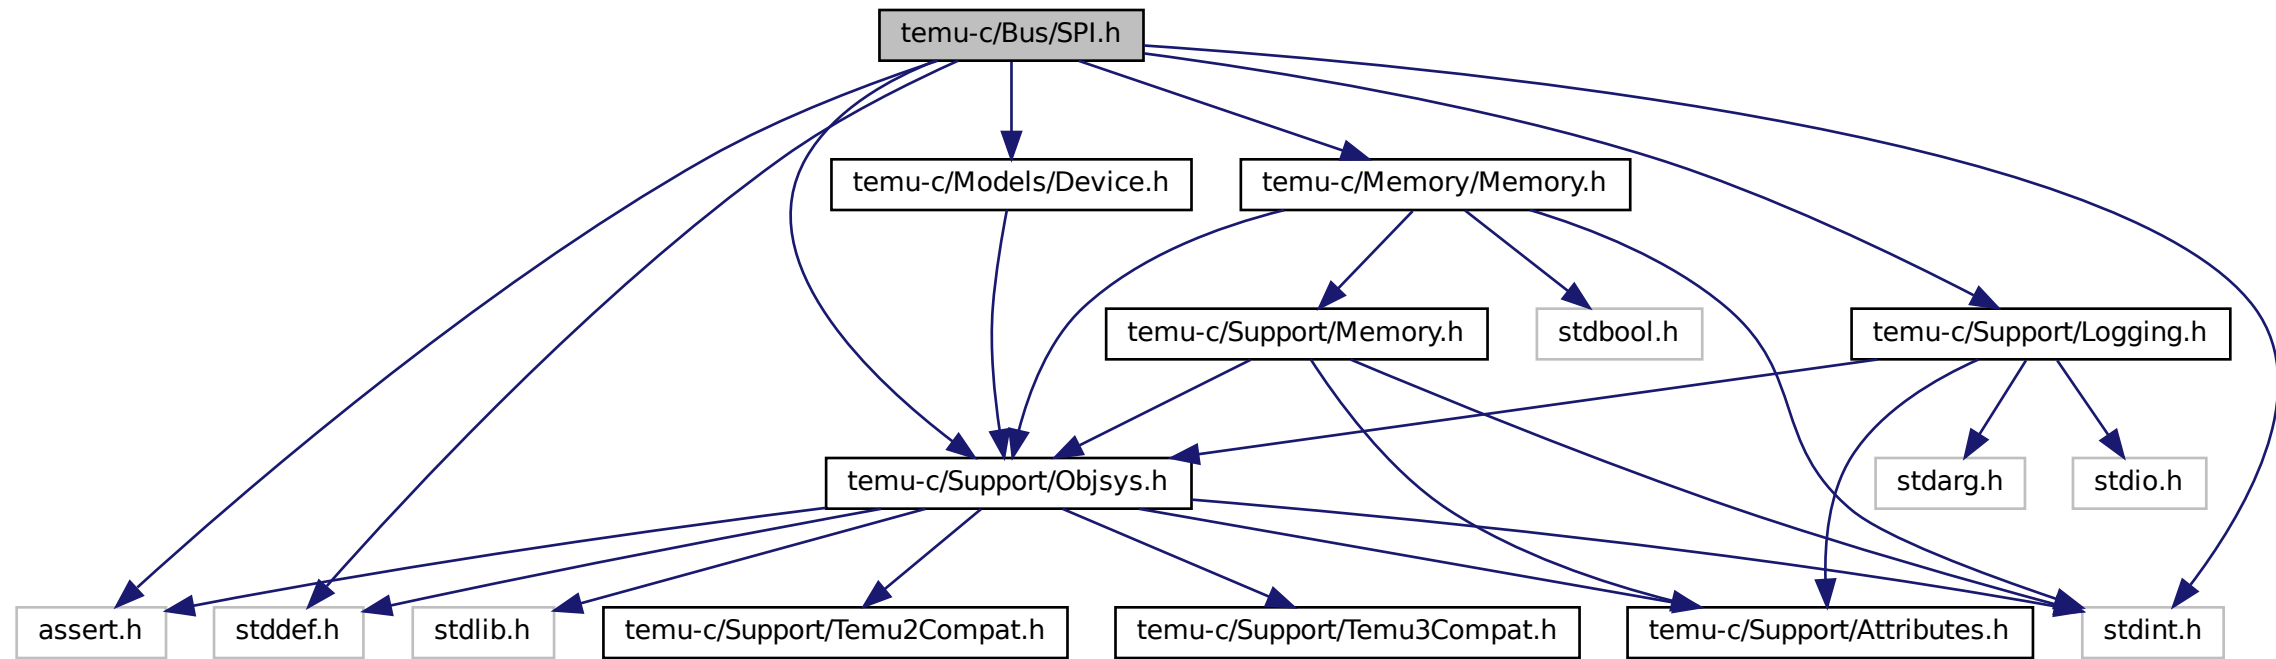 temu-c/Bus/SPI.h
temu-c/Models/Device.h
temu-c/Memory/Memory.h
temu-c/Support/Memory.h
stdbool.h
temu-c/Support/Logging.h
temu-c/Support/Objsys.h
stdarg.h
stdio.h
assert.h
stddef.h
stdlib.h
temu-c/Support/Temu2Compat.h
temu-c/Support/Temu3Compat.h
temu-c/Support/Attributes.h
stdint.h